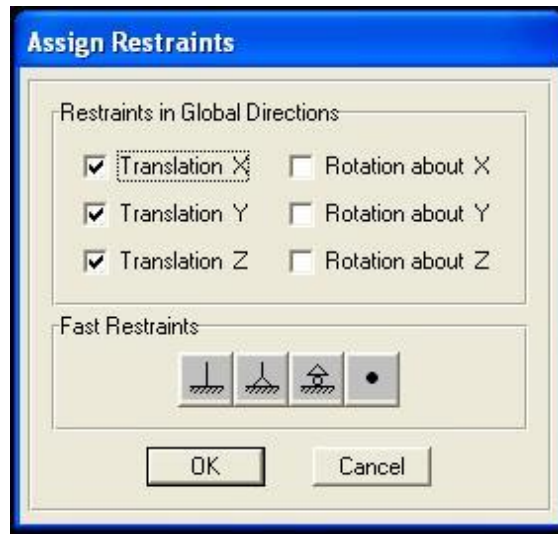 Assign Restraints
Restraints in Global Directions
Translation X Rotation about X
Translation Y Rotation about Y
Translation Z Rotation about Z
Fast Restraints
OK Cancel